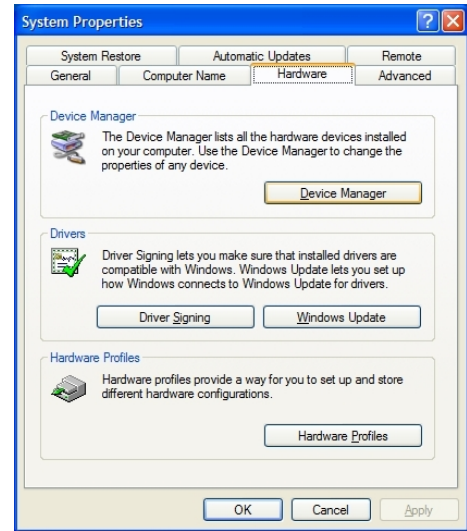 System Properties
System Restore Automatic Updates Remote
General Computer Name Hardware Advanced
Device Manager
The Device Manager lists all the hardware devices installed
on your computer. Use the Device Manager to change the
properties of any device.
Device Manager
Drivers
Driver Signing lets you make sure that installed drivers are
compatible with Windows. Windows Update lets you set up
how Windows connects to Windows Update for drivers.
Driver Signing Windows Update
Hardware Profiles
Hardware profiles provide a way for you to set up and store
different hardware configurations.
Hardware Profiles
OK Cancel Apply